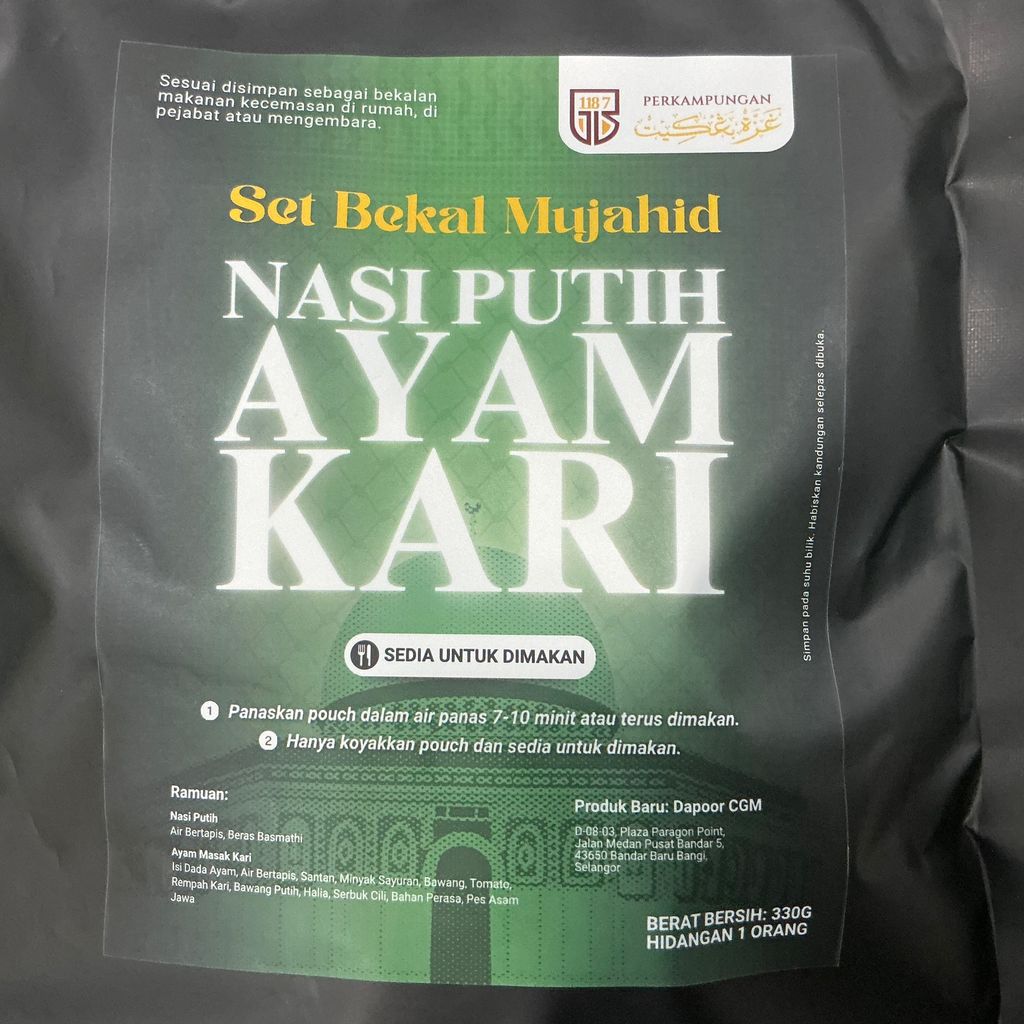 Sesuai disimpan sebagai bekalan
makanan kecemasan di rumah, di
pejabat atau mengembara.
1187
PERKAMPUNGAN
غزة بڠكيت
Set Bekal Mujahid
NASI PUTIH
AYAM
KARI
Simpan pada suhu bilik. Habiskan kandungan selepas dibuka.
SEDIA UNTUK DIMAKAN
1 Panaskan pouch dalam air panas 7-10 minit atau terus dimakan.
2 Hanya koyakkan pouch dan sedia untuk dimakan.
Ramuan:
Nasi Putih
Air Bertapis, Beras Basmathi
Ayam Masak Kari
Isi Dada Ayam, Air Bertapis, Santan, Minyak Sayuran, Bawang, Tomato,
Rempah Kari, Bawang Putih, Halia, Serbuk Cili, Bahan Perasa, Pes Asam
Jawa
Produk Baru: Dapoor CGM
D-08-03, Plaza Paragon Point,
Jalan Medan Pusat Bandar 5,
43650 Bandar Baru Bangi,
Selangor
BERAT BERSIH: 330G
HIDANGAN 1 ORANG